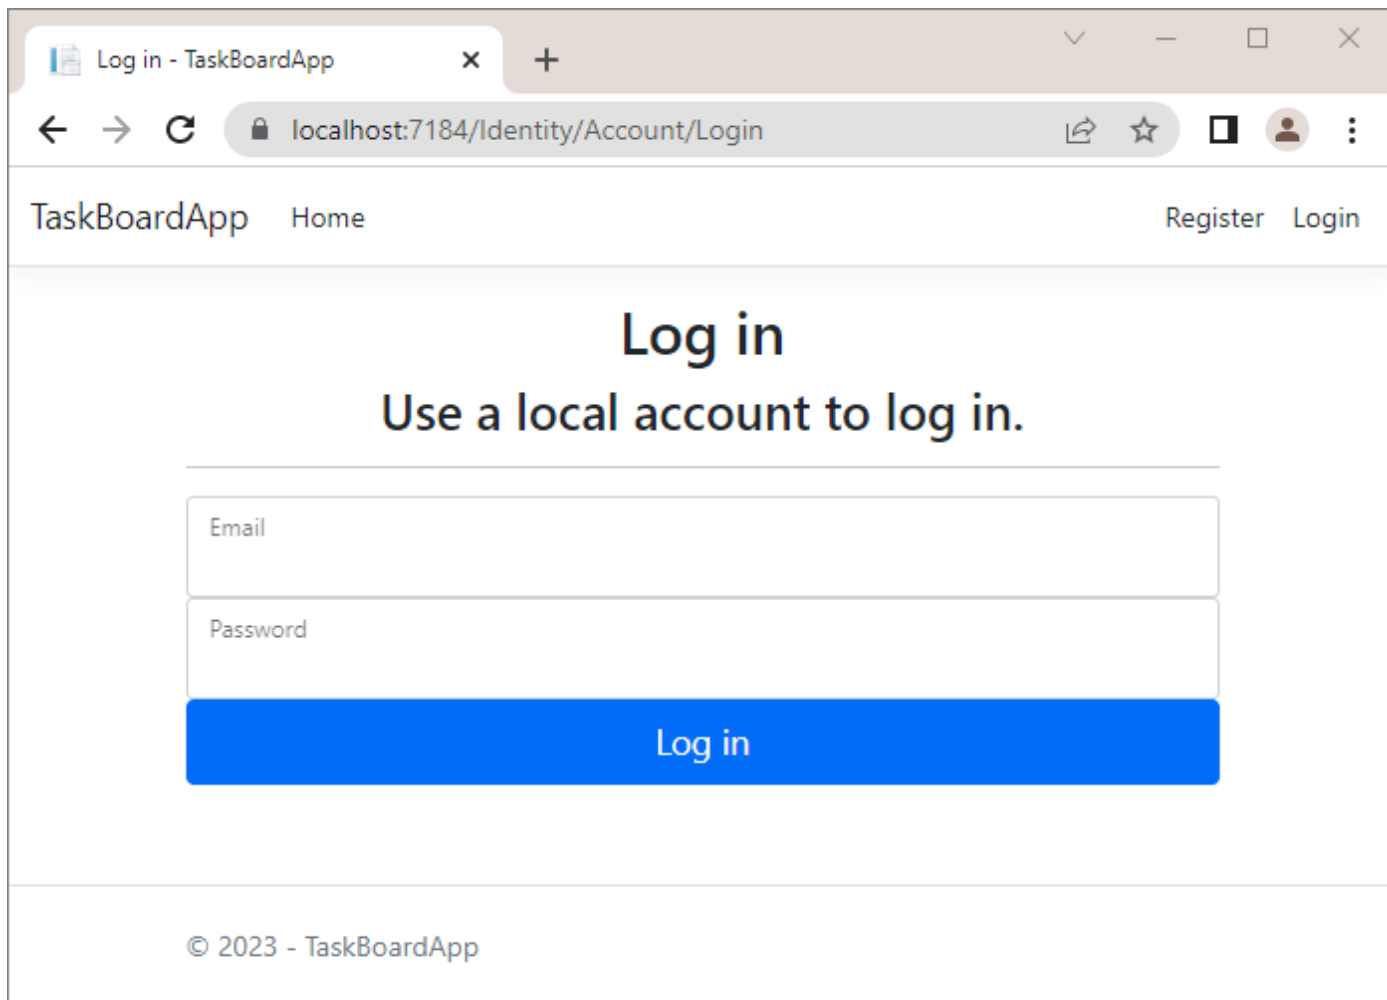 Log in - TaskBoardApp
localhost:7184/Identity/Account/Login
TaskBoardApp Home Register Login
Log in
Use a local account to log in.
Email
Password
Log in
© 2023 - TaskBoardApp